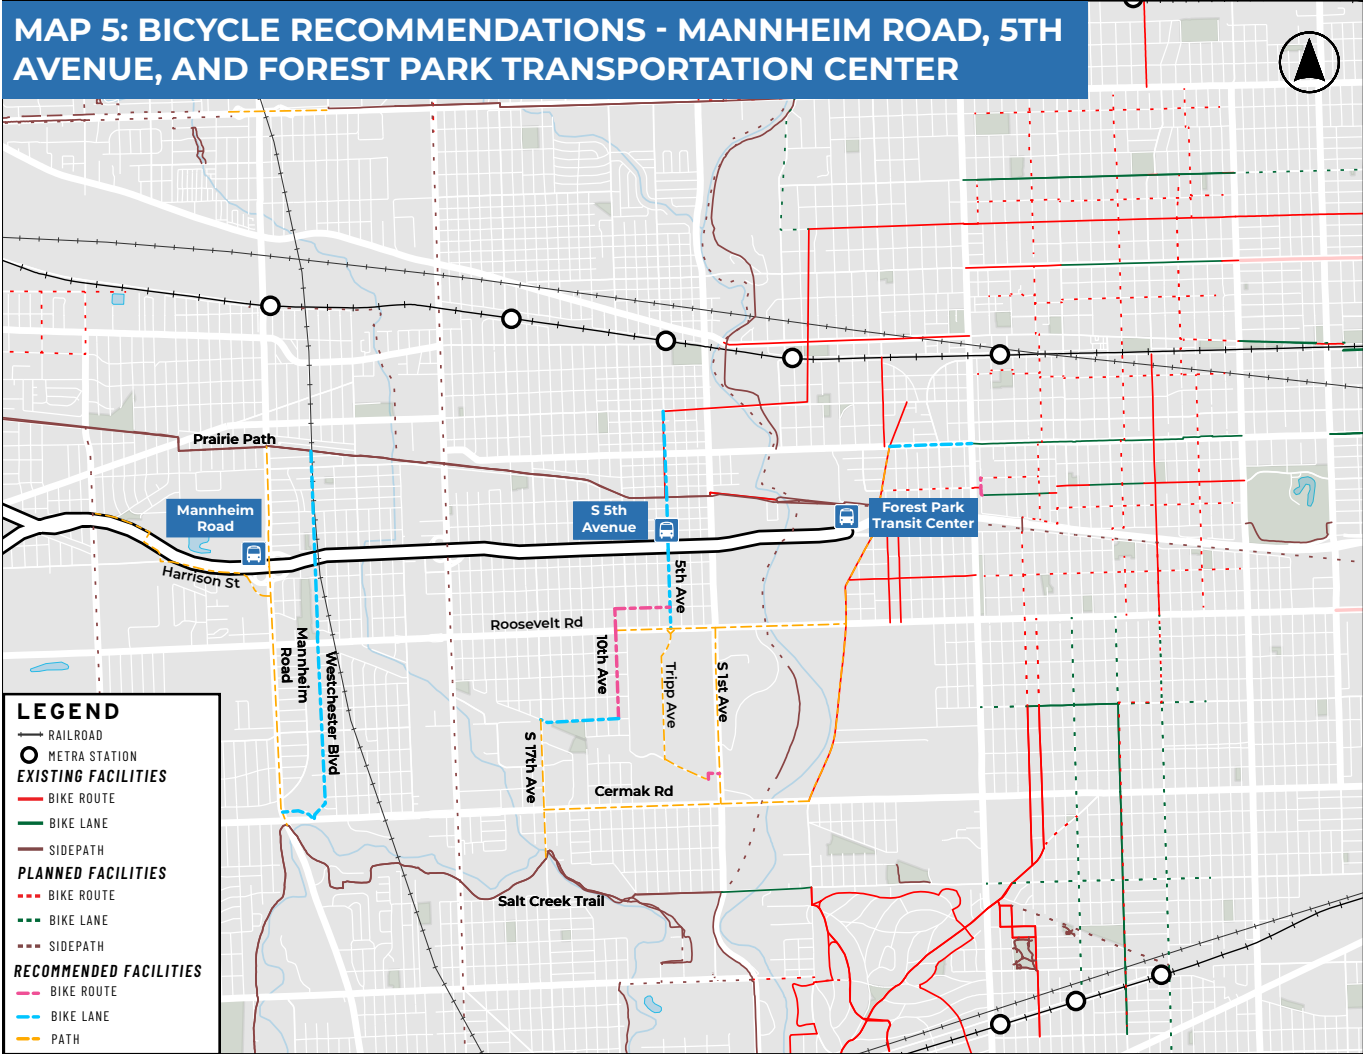 MAP 5: BICYCLE RECOMMENDATIONS - MANNHEIM ROAD, 5TH
AVENUE, AND FOREST PARK TRANSPORTATION CENTER
Prairie Path
Mannheim
Road
S 5th
Avenue
Forest Park
Transit Center
Harrison St
5th Ave
Roosevelt Rd
10th Ave
Mannheim
Road
Westchester Blvd
Tripp Ave
S 1st Ave
S 17th Ave
Cermak Rd
Salt Creek Trail
LEGEND
RAILROAD
METRA STATION
EXISTING FACILITIES
BIKE ROUTE
BIKE LANE
SIDEPATH
PLANNED FACILITIES
BIKE ROUTE
BIKE LANE
SIDEPATH
RECOMMENDED FACILITIES
BIKE ROUTE
BIKE LANE
PATH